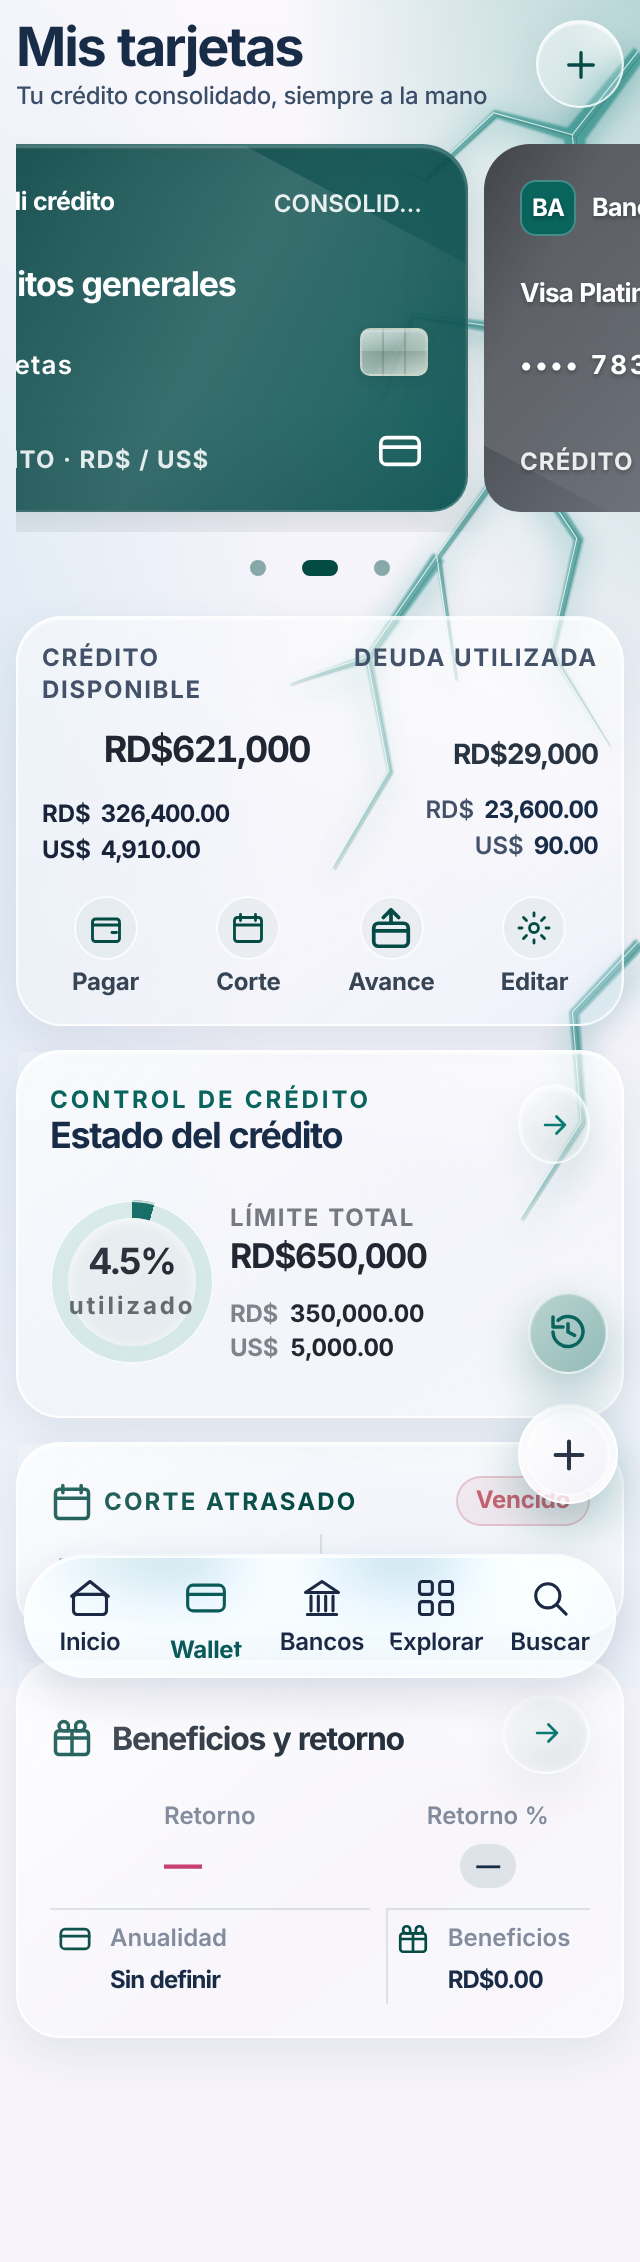 Mis tarjetas
Tu crédito consolidado, siempre a la mano
li crédito
CONSOLID...
BA
Banc
itos generales
Visa Platin
etas
•••• 783
TO · RD$ / US$
CRÉDITO
CRÉDITO DISPONIBLE
DEUDA UTILIZADA
RD$621,000
RD$29,000
RD$ 326,400.00
RD$ 23,600.00
US$ 4,910.00
US$ 90.00
Pagar
Corte
Avance
Editar
CONTROL DE CRÉDITO
Estado del crédito
4.5%
utilizado
LÍMITE TOTAL
RD$650,000
RD$ 350,000.00
US$ 5,000.00
CORTE ATRASADO
Vencido
Inicio
Wallet
Bancos
Explorar
Buscar
Beneficios y retorno
Retorno
Retorno %
—
—
Anualidad
Sin definir
Beneficios
RD$0.00